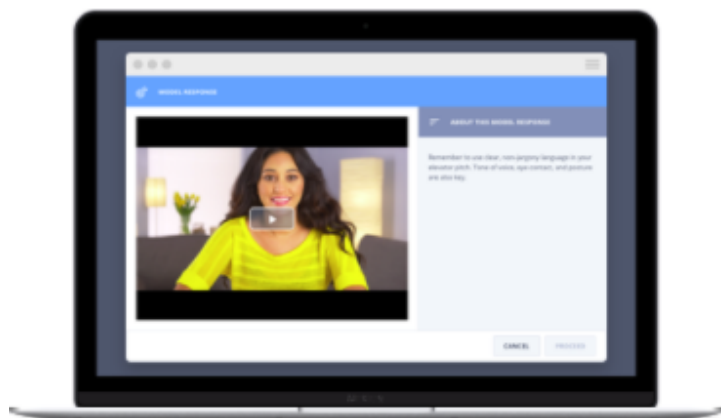 MODEL RESPONSE
ABOUT THIS MODEL RESPONSE
Remember to use clear, non-jargony language in your
elevator pitch. Tone of voice, eye contact, and posture
are also key.
CANCEL
PROCEED